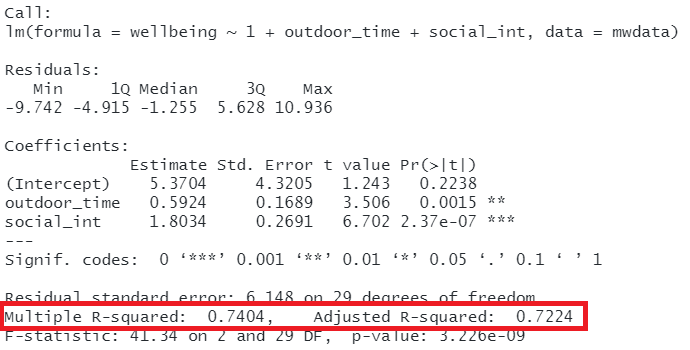 Call:
lm(formula = wellbeing ~ 1 + outdoor_time + social_int, data = mwdata)
Residuals:
Min 1Q Median 3Q Max
-9.742 -4.915 -1.255 5.628 10.936
Coefficients:
Estimate Std. Error t value Pr(>|t|)
(Intercept) 5.3704 4.3205 1.243 0.2238
outdoor_time 0.5924 0.1689 3.506 0.0015 **
social_int 1.8034 0.2691 6.702 2.37e-07 ***
---
Signif. codes: 0 ‘***’ 0.001 ‘**’ 0.01 ‘*’ 0.05 ‘.’ 0.1 ‘ ’ 1
Residual standard error: 6.148 on 29 degrees of freedom
Multiple R-squared: 0.7404, Adjusted R-squared: 0.7224
F-statistic: 41.34 on 2 and 29 DF, p-value: 3.226e-09